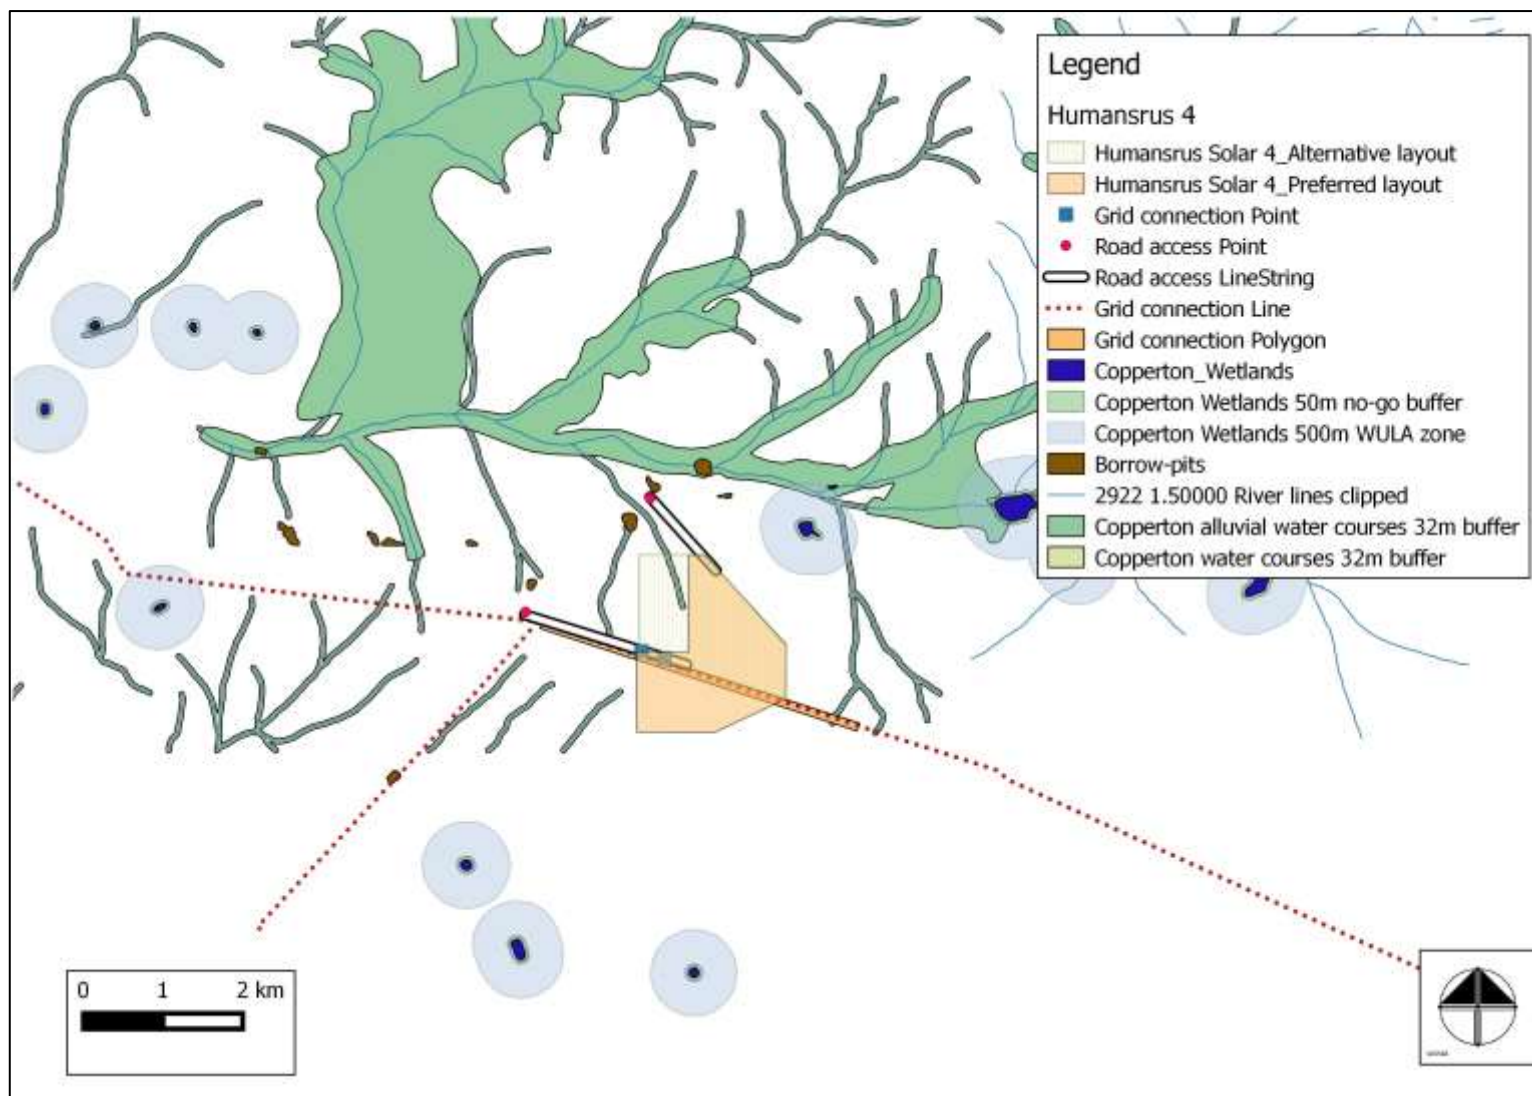 Legend
Humansrus 4
Humansrus Solar 4_Alternative layout
Humansrus Solar 4_Preferred layout
Grid connection Point
Road access Point
Road access LineString
Grid connection Line
Grid connection Polygon
Copperton_Wetlands
Copperton Wetlands 50m no-go buffer
Copperton Wetlands 500m WULA zone
Borrow-pits
2922 1.50000 River lines clipped
Copperton alluvial water courses 32m buffer
Copperton water courses 32m buffer
0 1 2 km